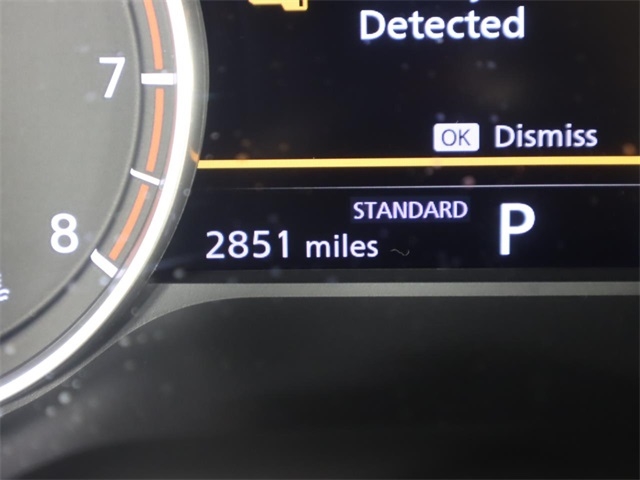 Detected
7
OK Dismiss
STANDARD P
8
2851 miles